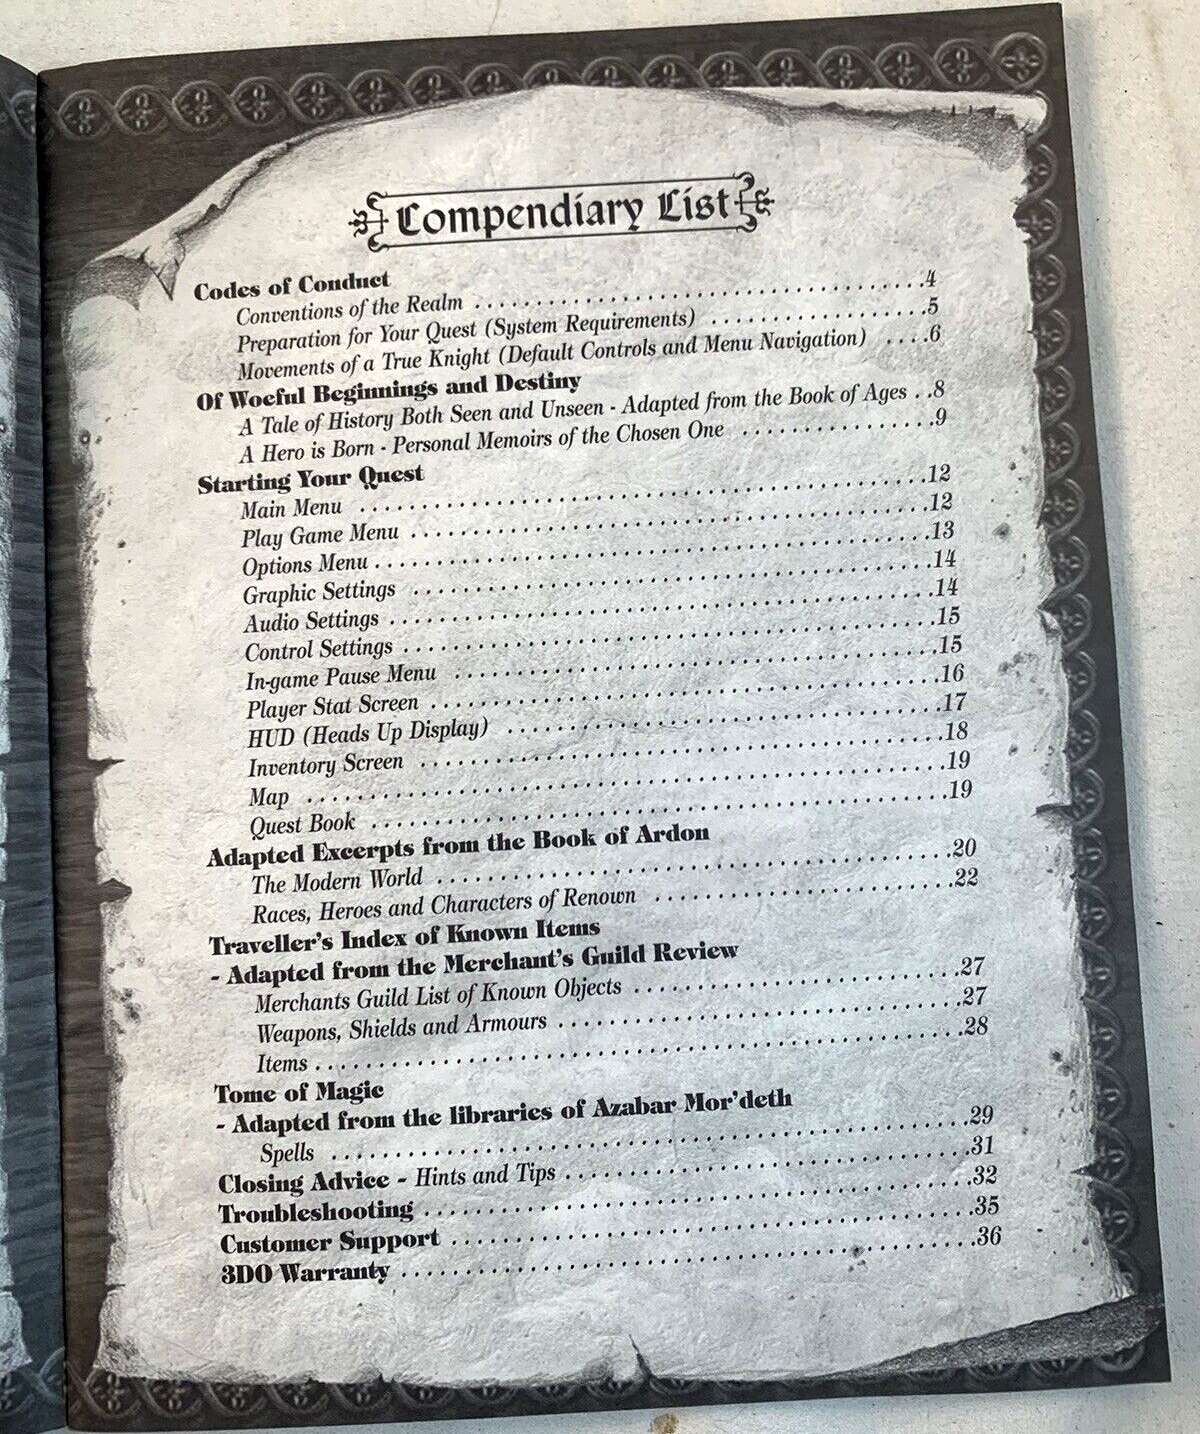 Compendiary List
Codes of Conduct
Conventions of the Realm . . . . . . . . . . . . . . . . . . . . . . . . . . . . . . . . . . . . .4
Preparation for Your Quest (System Requirements) . . . . . . . . . . . . . . . . . .5
Movements of a True Knight (Default Controls and Menu Navigation) . . . .6
Of Woeful Beginnings and Destiny
A Tale of History Both Seen and Unseen - Adapted from the Book of Ages . .8
A Hero is Born - Personal Memoirs of the Chosen One . . . . . . . . . . . . . . . .9
Starting Your Quest
Main Menu . . . . . . . . . . . . . . . . . . . . . . . . . . . . . . . . . . . . . . . . . . . . . . .12
Play Game Menu . . . . . . . . . . . . . . . . . . . . . . . . . . . . . . . . . . . . . . . . . . .12
Options Menu . . . . . . . . . . . . . . . . . . . . . . . . . . . . . . . . . . . . . . . . . . . . . .13
Graphic Settings . . . . . . . . . . . . . . . . . . . . . . . . . . . . . . . . . . . . . . . . . . .14
Audio Settings . . . . . . . . . . . . . . . . . . . . . . . . . . . . . . . . . . . . . . . . . . . . .14
Control Settings . . . . . . . . . . . . . . . . . . . . . . . . . . . . . . . . . . . . . . . . . . . .15
In-game Pause Menu . . . . . . . . . . . . . . . . . . . . . . . . . . . . . . . . . . . . . . . .15
Player Stat Screen . . . . . . . . . . . . . . . . . . . . . . . . . . . . . . . . . . . . . . . . . .16
HUD (Heads Up Display) . . . . . . . . . . . . . . . . . . . . . . . . . . . . . . . . . . . .17
Inventory Screen . . . . . . . . . . . . . . . . . . . . . . . . . . . . . . . . . . . . . . . . . . .18
Map . . . . . . . . . . . . . . . . . . . . . . . . . . . . . . . . . . . . . . . . . . . . . . . . . . . .19
Quest Book . . . . . . . . . . . . . . . . . . . . . . . . . . . . . . . . . . . . . . . . . . . . . . .19
Adapted Excerpts from the Book of Ardon
The Modern World . . . . . . . . . . . . . . . . . . . . . . . . . . . . . . . . . . . . . . . . . .20
Races, Heroes and Characters of Renown . . . . . . . . . . . . . . . . . . . . . . . . .22
Traveller's Index of Known Items
- Adapted from the Merchant's Guild Review
Merchants Guild List of Known Objects . . . . . . . . . . . . . . . . . . . . . . . . . . .27
Weapons, Shields and Armours . . . . . . . . . . . . . . . . . . . . . . . . . . . . . . . . .27
Items . . . . . . . . . . . . . . . . . . . . . . . . . . . . . . . . . . . . . . . . . . . . . . . . . . . .28
Tome of Magic
- Adapted from the libraries of Azabar Mor'deth
Spells . . . . . . . . . . . . . . . . . . . . . . . . . . . . . . . . . . . . . . . . . . . . . . . . . . .29
Closing Advice - Hints and Tips . . . . . . . . . . . . . . . . . . . . . . . . . . . . . . . . .31
Troubleshooting . . . . . . . . . . . . . . . . . . . . . . . . . . . . . . . . . . . . . . . . . . . .32
Customer Support . . . . . . . . . . . . . . . . . . . . . . . . . . . . . . . . . . . . . . . . . .35
3DO Warranty . . . . . . . . . . . . . . . . . . . . . . . . . . . . . . . . . . . . . . . . . . . . .36